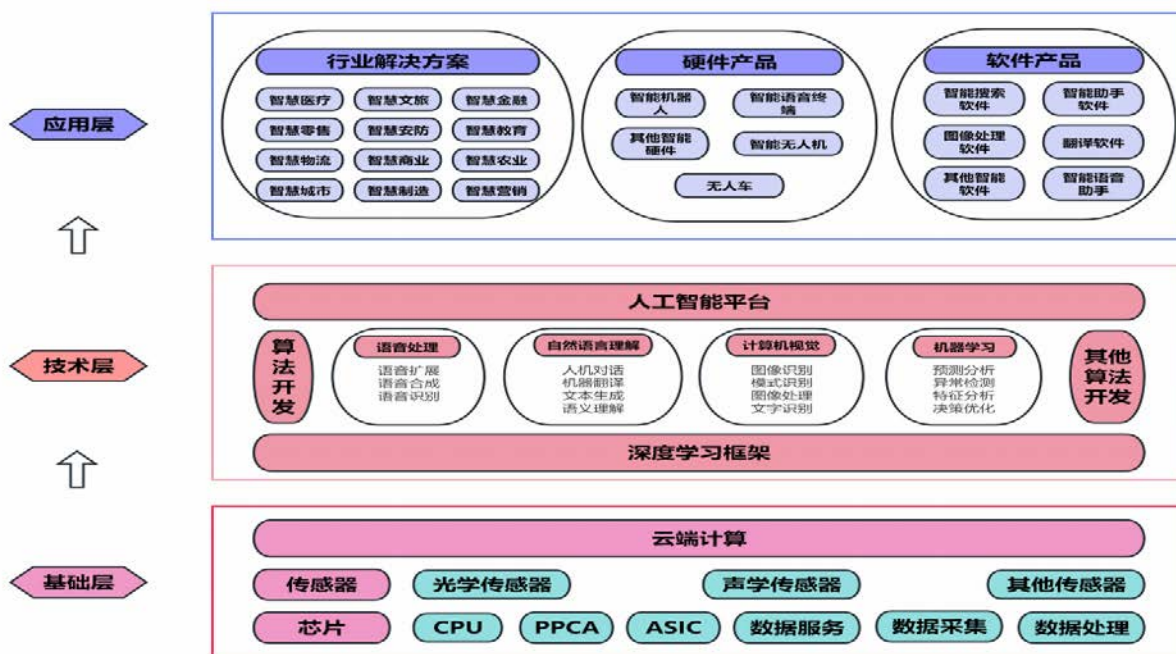 应用层
行业解决方案
智慧医疗 智慧文旅 智慧金融
智慧零售 智慧安防 智慧教育
智慧物流 智慧商业 智慧农业
智慧城市 智慧制造 智慧营销
硬件产品
智能机器
人
智能语音终
端
其他智能
硬件
智能无人机
无人车
软件产品
智能搜索
软件
智能助手
软件
图像处理
软件
翻译软件
其他智能
软件
智能语音
助手
技术层
人工智能平台
算
法
开
发
语音处理
语音扩展
语音合成
语音识别
自然语言理解
人机对话
机器翻译
文本生成
语义理解
计算机视觉
图像识别
模式识别
图像处理
文字识别
机器学习
预测分析
异常检测
特征分析
决策优化
其他
算法
开发
深度学习框架
基础层
云端计算
传感器 光学传感器 声学传感器 其他传感器
芯片 CPU PPCA ASIC 数据服务 数据采集 数据处理